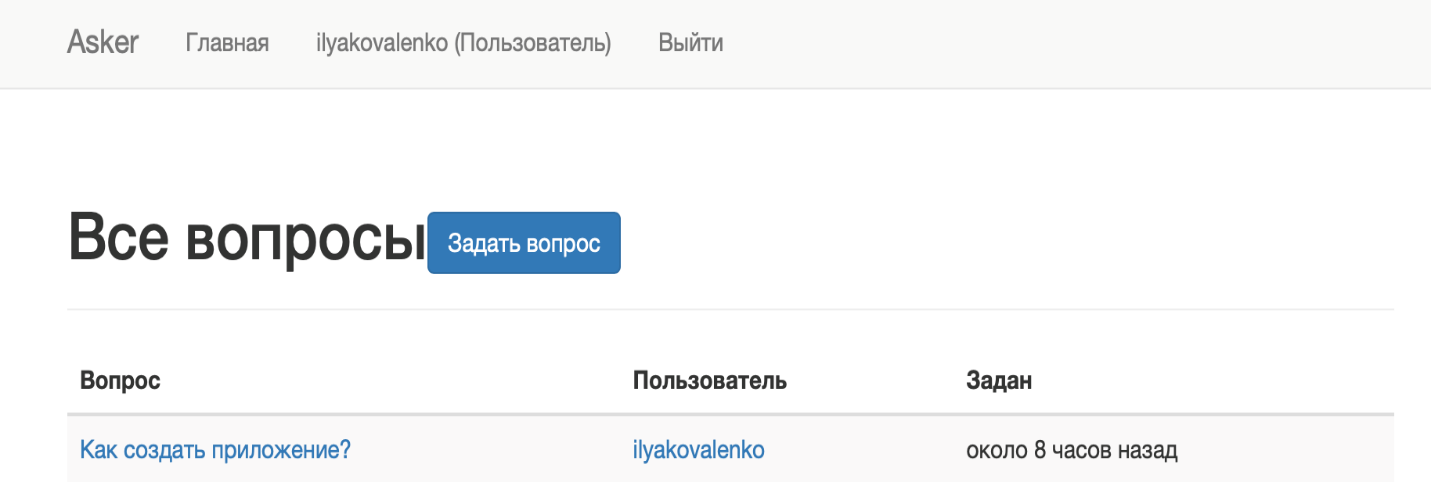 Asker Главная ilyakovalenko (Пользователь) Выйти
Все вопросы Задать вопрос
Вопрос Пользователь Задан
Как создать приложение? ilyakovalenko около 8 часов назад